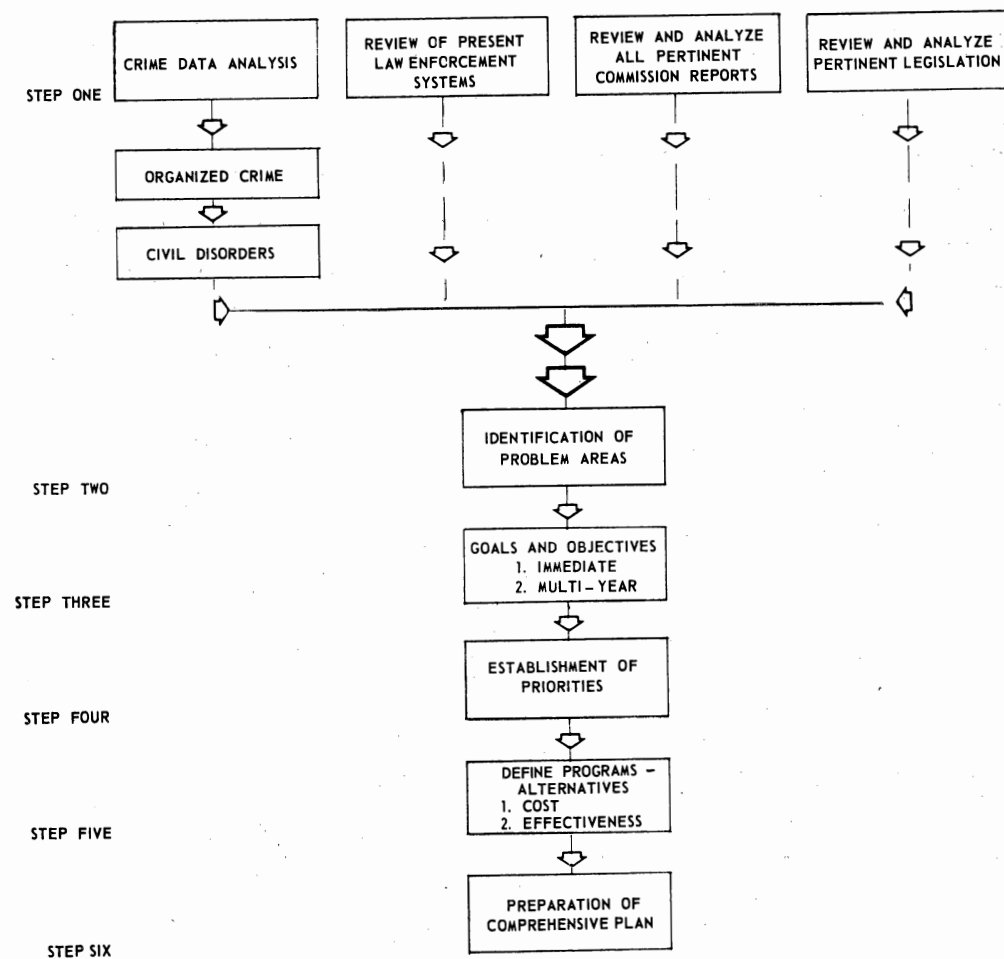 CRIME DATA ANALYSIS
REVIEW OF PRESENT
LAW ENFORCEMENT
SYSTEMS
REVIEW AND ANALYZE
ALL PERTINENT
COMMISSION REPORTS
REVIEW AND ANALYZE
PERTINENT LEGISLATION
STEP ONE
ORGANIZED CRIME
CIVIL DISORDERS
IDENTIFICATION OF
PROBLEM AREAS
STEP TWO
GOALS AND OBJECTIVES
1. IMMEDIATE
2. MULTI-YEAR
STEP THREE
ESTABLISHMENT OF
PRIORITIES
STEP FOUR
DEFINE PROGRAMS -
ALTERNATIVES
1. COST
2. EFFECTIVENESS
STEP FIVE
PREPARATION OF
COMPREHENSIVE PLAN
STEP SIX